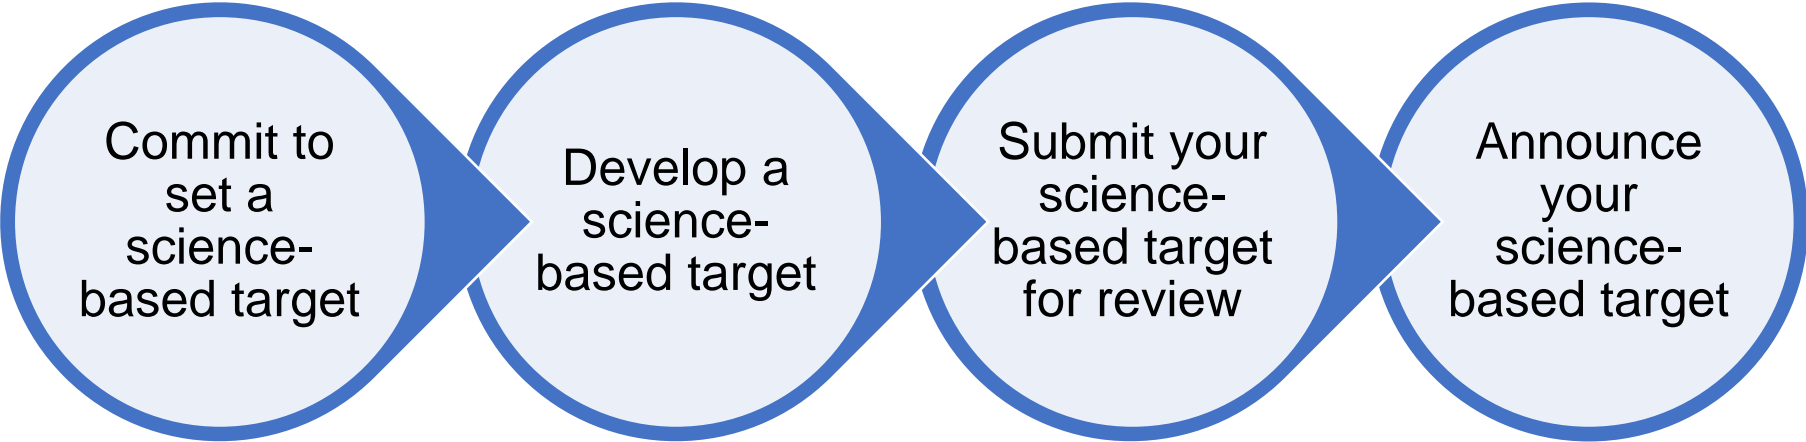 Commit to
set a
science-
based target
Develop a
science-
based target
Submit your
science-
based target
for review
Announce
your
science-
based target